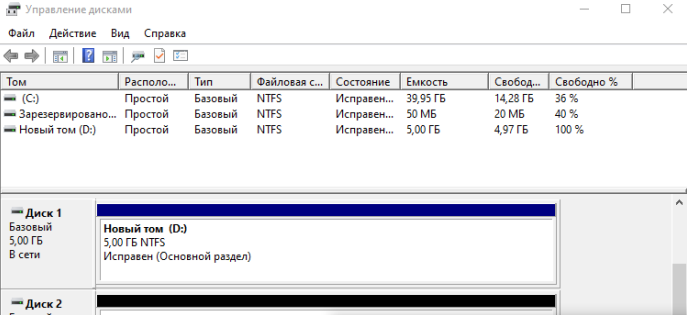 Управление дисками
Файл Действие Вид Справка
Том Располо... Тип Файловая с... Состояние Емкость Свобод... Свободно %
(C:) Простой Базовый NTFS Исправен... 39,95 ГБ 14,28 ГБ 36 %
Зарезервировано... Простой Базовый NTFS Исправен... 50 МБ 20 МБ 40 %
Новый том (D:) Простой Базовый NTFS Исправен... 5,00 ГБ 4,97 ГБ 100 %
Диск 1
Базовый
5,00 ГБ
В сети
Новый том (D:)
5,00 ГБ NTFS
Исправен (Основной раздел)
Диск 2